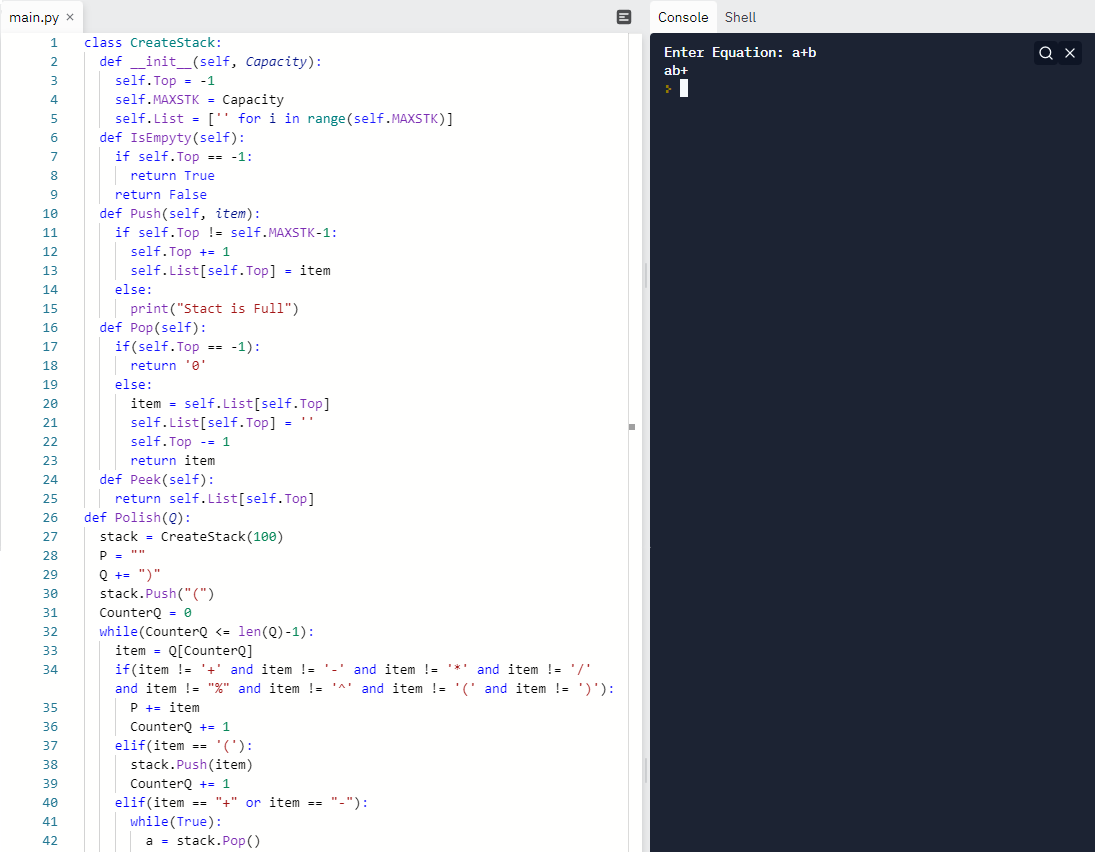 main.py ×
Console Shell
1 class CreateStack:
2 def __init__(self, Capacity):
3 self.Top = -1
4 self.MAXSTK = Capacity
5 self.List = ['' for i in range(self.MAXSTK)]
6 def IsEmpyty(self):
7 if self.Top == -1:
8 return True
9 return False
10 def Push(self, item):
11 if self.Top != self.MAXSTK-1:
12 self.Top += 1
13 self.List[self.Top] = item
14 else:
15 print("Stact is Full")
16 def Pop(self):
17 if(self.Top == -1):
18 return '0'
19 else:
20 item = self.List[self.Top]
21 self.List[self.Top] = ''
22 self.Top -= 1
23 return item
24 def Peek(self):
25 return self.List[self.Top]
26 def Polish(Q):
27 stack = CreateStack(100)
28 P = ""
29 Q += ")"
30 stack.Push("(")
31 CounterQ = 0
32 while(CounterQ <= len(Q)-1):
33 item = Q[CounterQ]
34 if(item != '+' and item != '-' and item != '*' and item != '/'
and item != "%" and item != '^' and item != '(' and item != ')'):
35 P += item
36 CounterQ += 1
37 elif(item == '('):
38 stack.Push(item)
39 CounterQ += 1
40 elif(item == "+" or item == "-"):
41 while(True):
42 a = stack.Pop()
Enter Equation: a+b
ab+